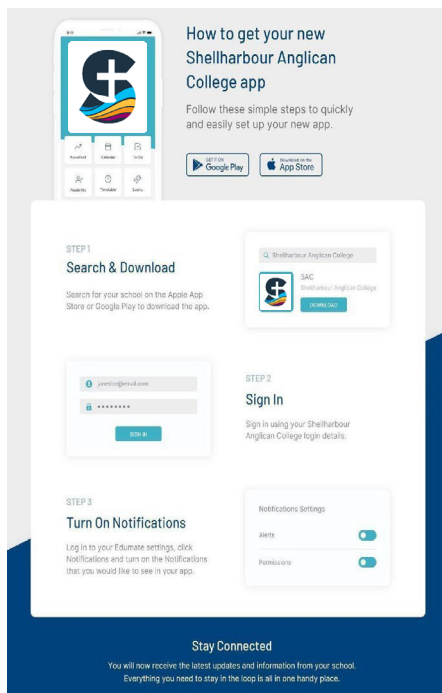 How to get your new
Shellharbour Anglican
College app
Follow these simple steps to quickly
and easily set up your new app.
GET IT ON
Google Play
Download on the
App Store
Calendar
Timetable
Events
STEP 1
Search & Download
Search for your school on the Apple App
Store or Google Play to download the app.
Shellharbour Anglican College
SAC
Shellharbour Anglican College
DOWNLOAD
SIGN IN
STEP 2
Sign In
Sign in using your Shellharbour
Anglican College login details.
STEP 3
Turn On Notifications
Log in to your Edumate settings, click
Notifications and turn on the Notifications
that you would like to see in your app.
Notifications Settings
Alerts
Permissions
Stay Connected
You will now receive the latest updates and information from your school.
Everything you need to stay in the loop is all in one handy place.